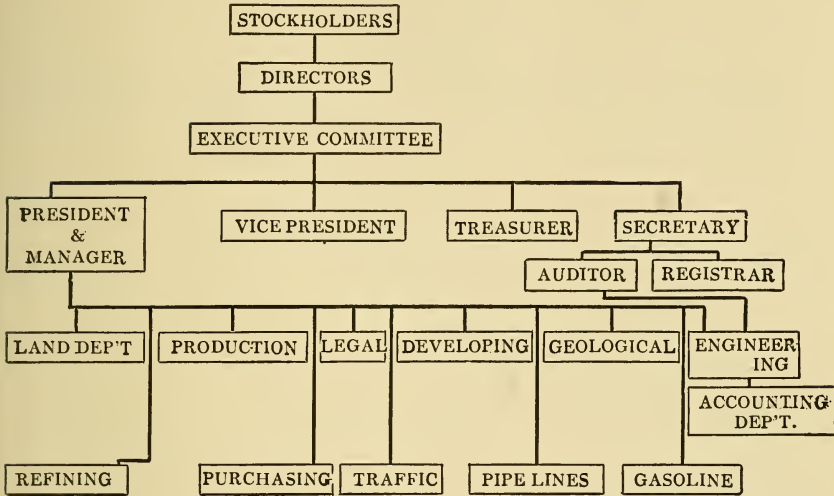 STOCKHOLDERS
DIRECTORS
EXECUTIVE COMMITTEE
PRESIDENT
&
MANAGER
VICE PRESIDENT
TREASURER
SECRETARY
AUDITOR
REGISTRAR
LAND DEP'T
PRODUCTION
LEGAL
DEVELOPING
GEOLOGICAL
ENGINEER
ING
ACCOUNTING
DEP'T.
REFINING
PURCHASING
TRAFFIC
PIPE LINES
GASOLINE